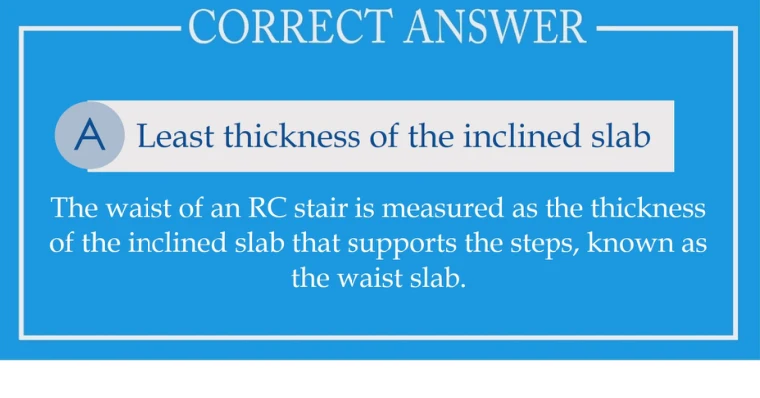 CORRECT ANSWER
A Least thickness of the inclined slab
The waist of an RC stair is measured as the thickness
of the inclined slab that supports the steps, known as
the waist slab.